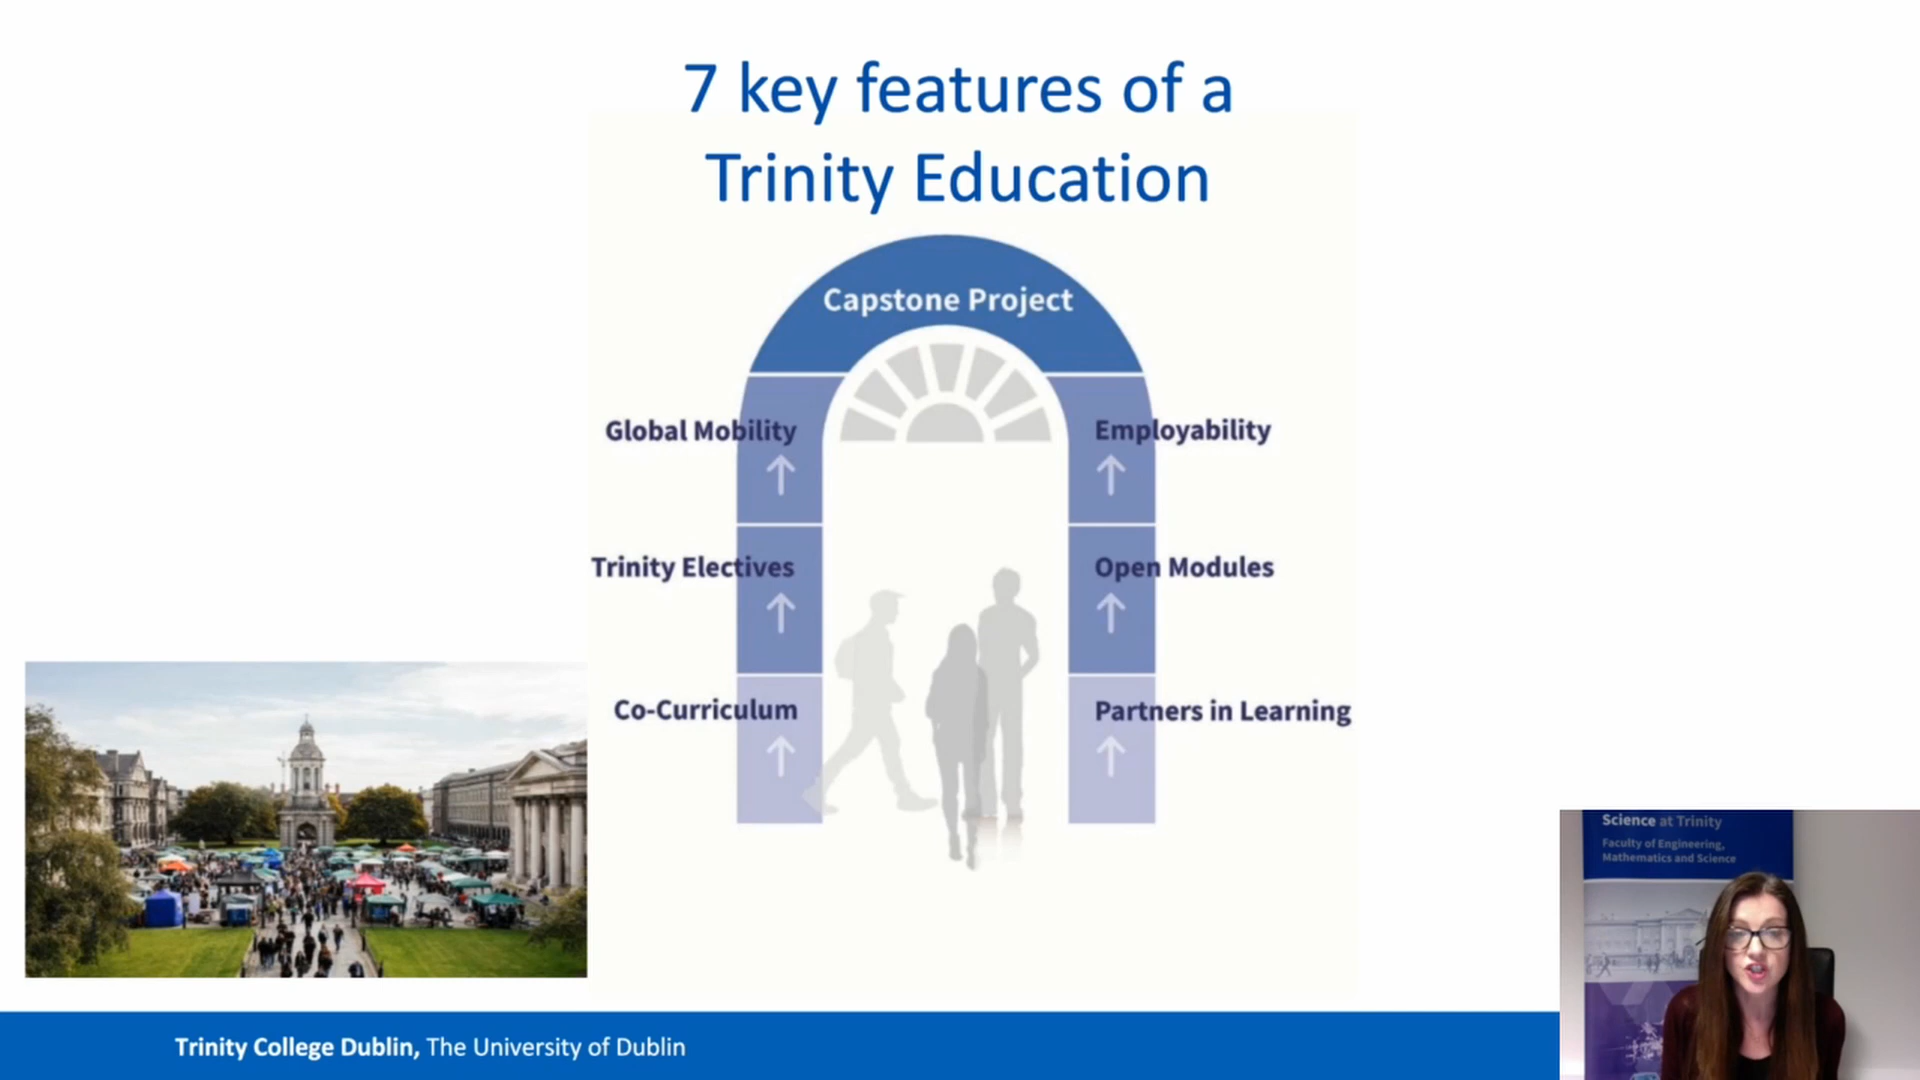 7 key features of a
Trinity Education
Capstone Project
Global Mobility
Employability
Trinity Electives
Open Modules
Co-Curriculum
Partners in Learning
Science at Trinity
Faculty of Engineering,
Mathematics and Science
Trinity College Dublin, The University of Dublin